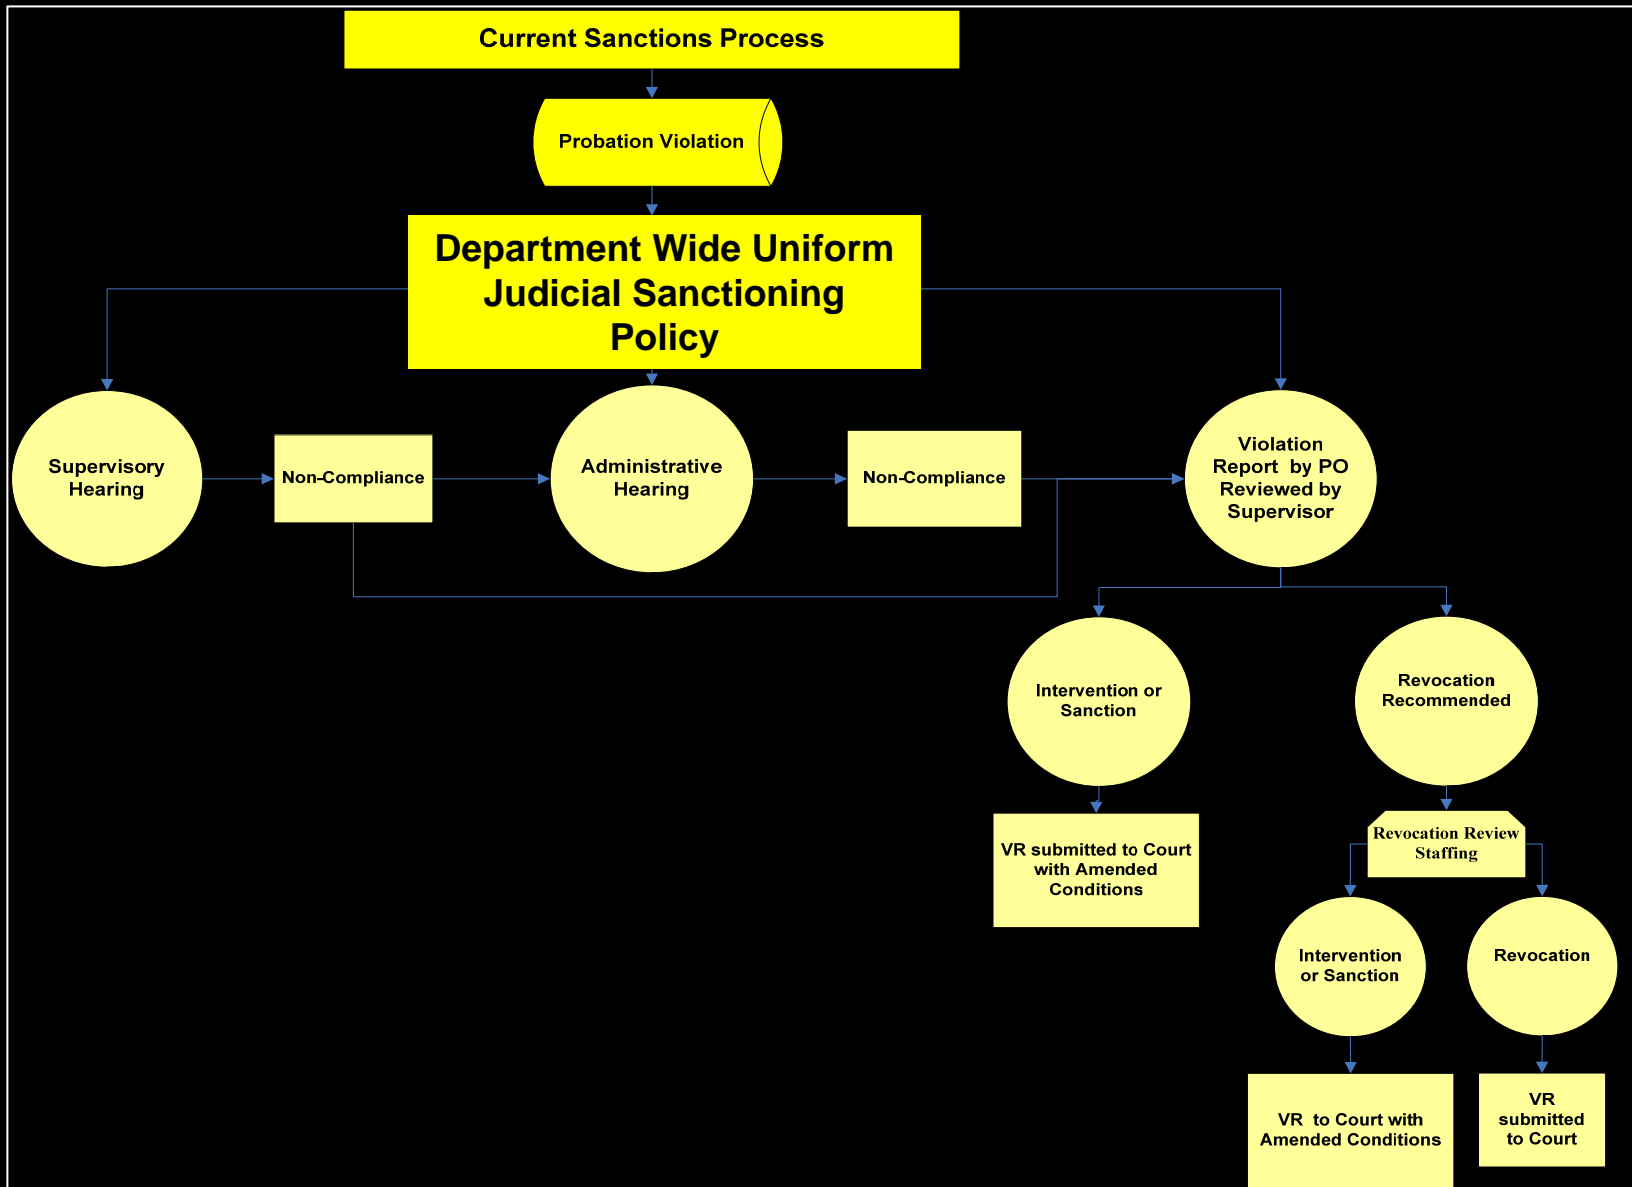 Current Sanctions Process
Probation Violation
Department Wide Uniform
Judicial Sanctioning
Policy
Supervisory
Hearing
Non-Compliance
Administrative
Hearing
Non-Compliance
Violation
Report by PO
Reviewed by
Supervisor
Intervention or
Sanction
Revocation
Recommended
VR submitted to Court
with Amended
Conditions
Revocation Review
Staffing
Intervention
or Sanction
Revocation
VR to Court with
Amended Conditions
VR
submitted
to Court